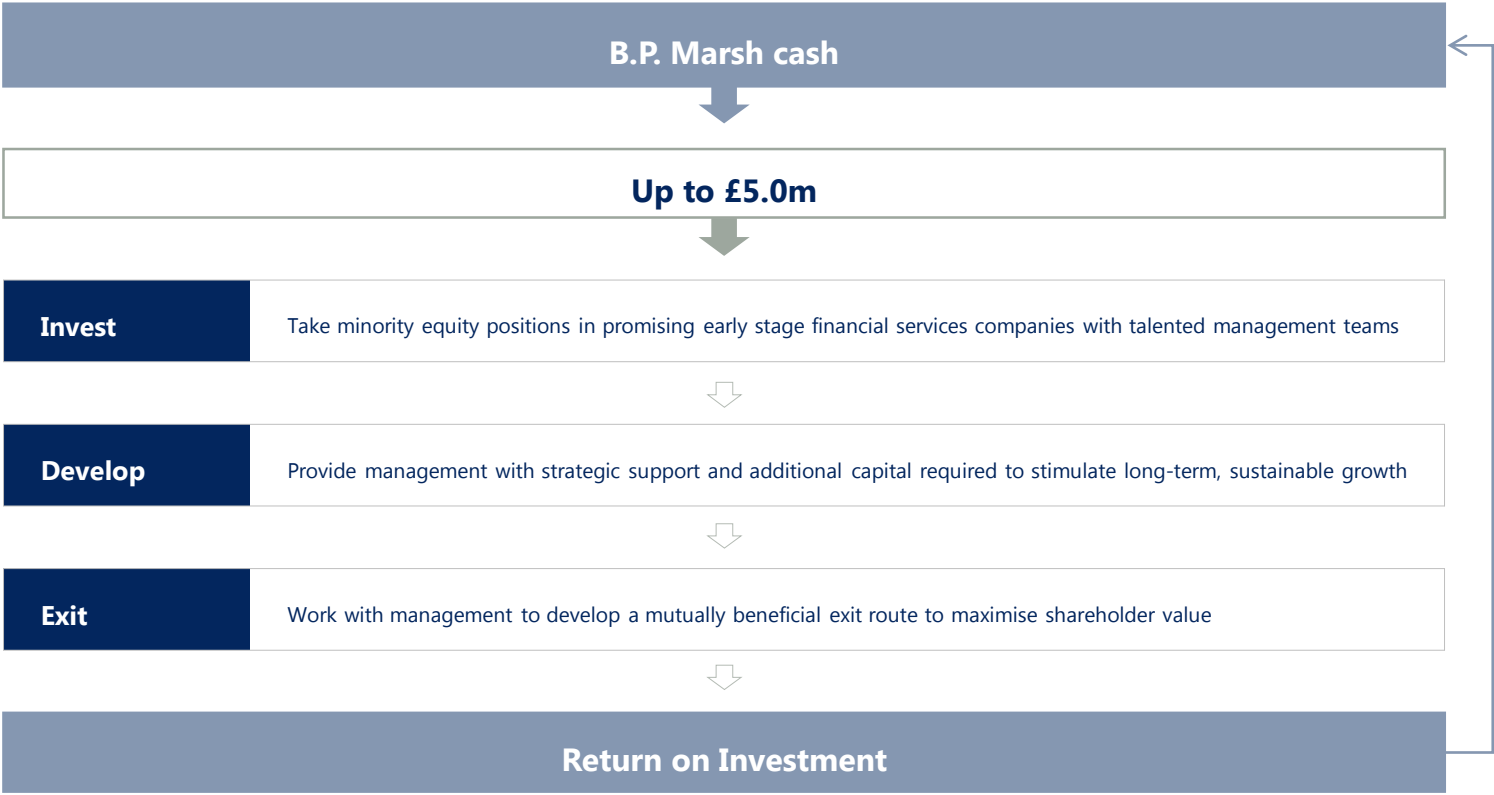 B.P. Marsh cash
Up to £5.0m
Invest
Take minority equity positions in promising early stage financial services companies with talented management teams
Develop
Provide management with strategic support and additional capital required to stimulate long-term, sustainable growth
Exit
Work with management to develop a mutually beneficial exit route to maximise shareholder value
Return on Investment